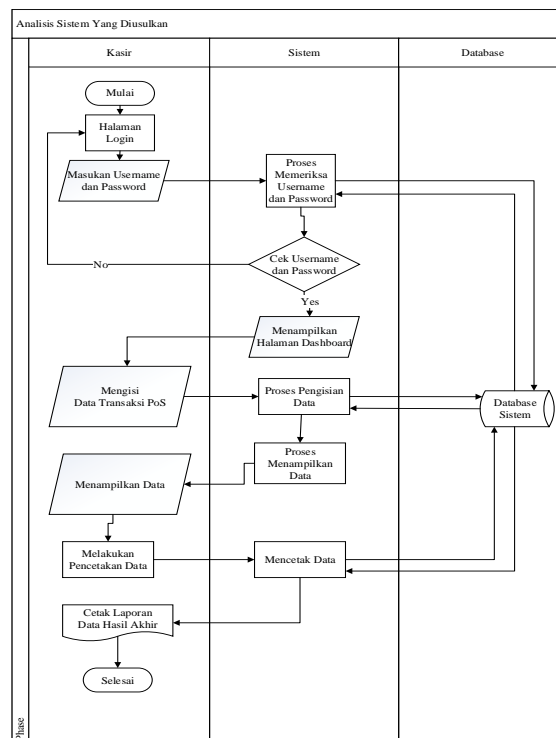 Analisis Sistem Yang Diusulkan
Kasir
Sistem
Database
Mulai
Halaman
Login
Masukan Username
dan Password
Proses
Memeriksa
Username
dan Password
Cek Username
dan Password
No
Yes
Menampilkan
Halaman Dashboard
Mengisi
Data Transaksi PoS
Proses Pengisian
Data
Database
Sistem
Proses
Menampilkan
Data
Menampilkan Data
Melakukan
Pencetakan Data
Mencetak Data
Cetak Laporan
Data Hasil Akhir
Selesai
Phase